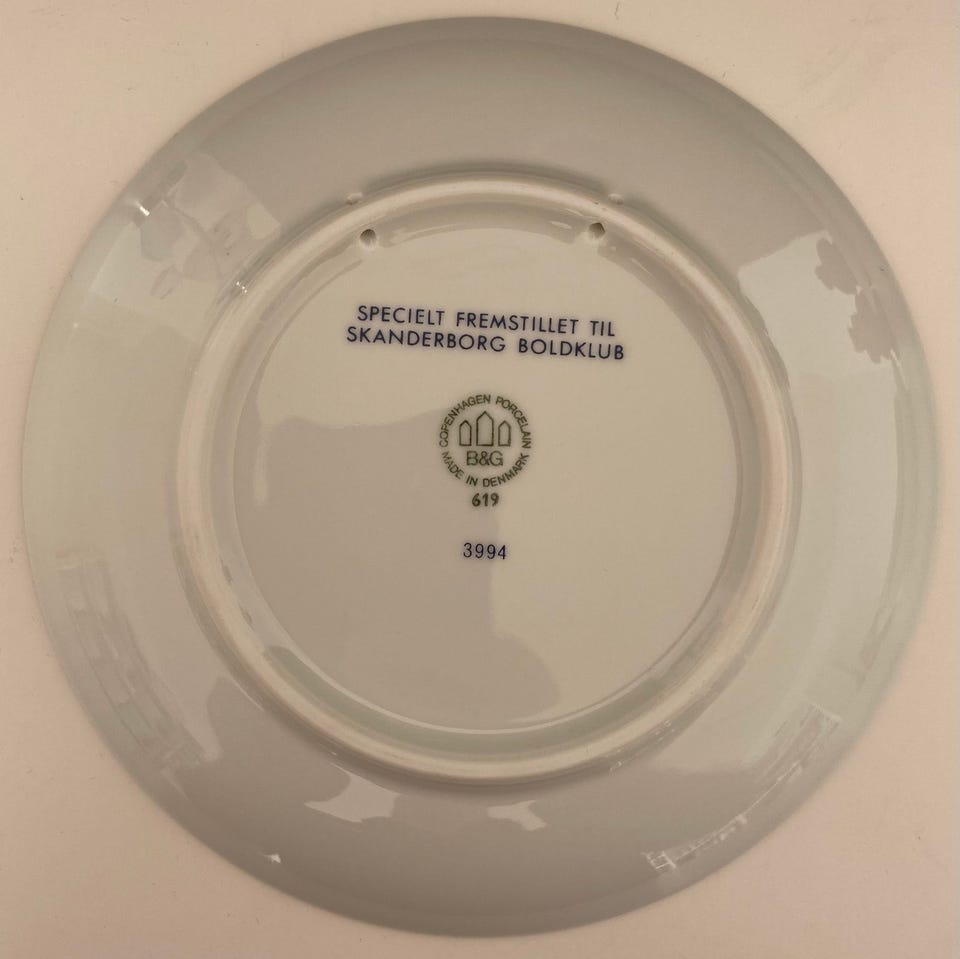 SPECIELT FREMSTILLET TIL
SKANDERBORG BOLDKLUB
COPENHAGEN PORCELAIN
B&G
MADE IN DENMARK
619
3994